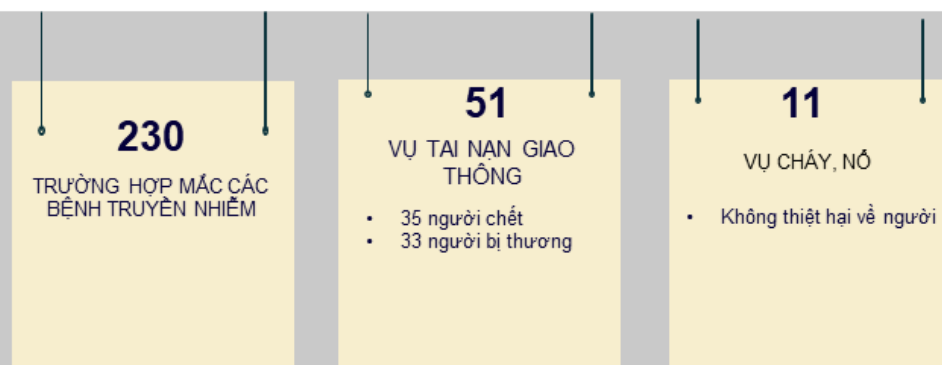 230
TRƯỜNG HỢP MẮC CÁC
BỆNH TRUYỀN NHIỄM
51
VỤ TAI NẠN GIAO
THÔNG
• 35 người chết
• 33 người bị thương
11
VỤ CHÁY, NỔ
• Không thiệt hại về người